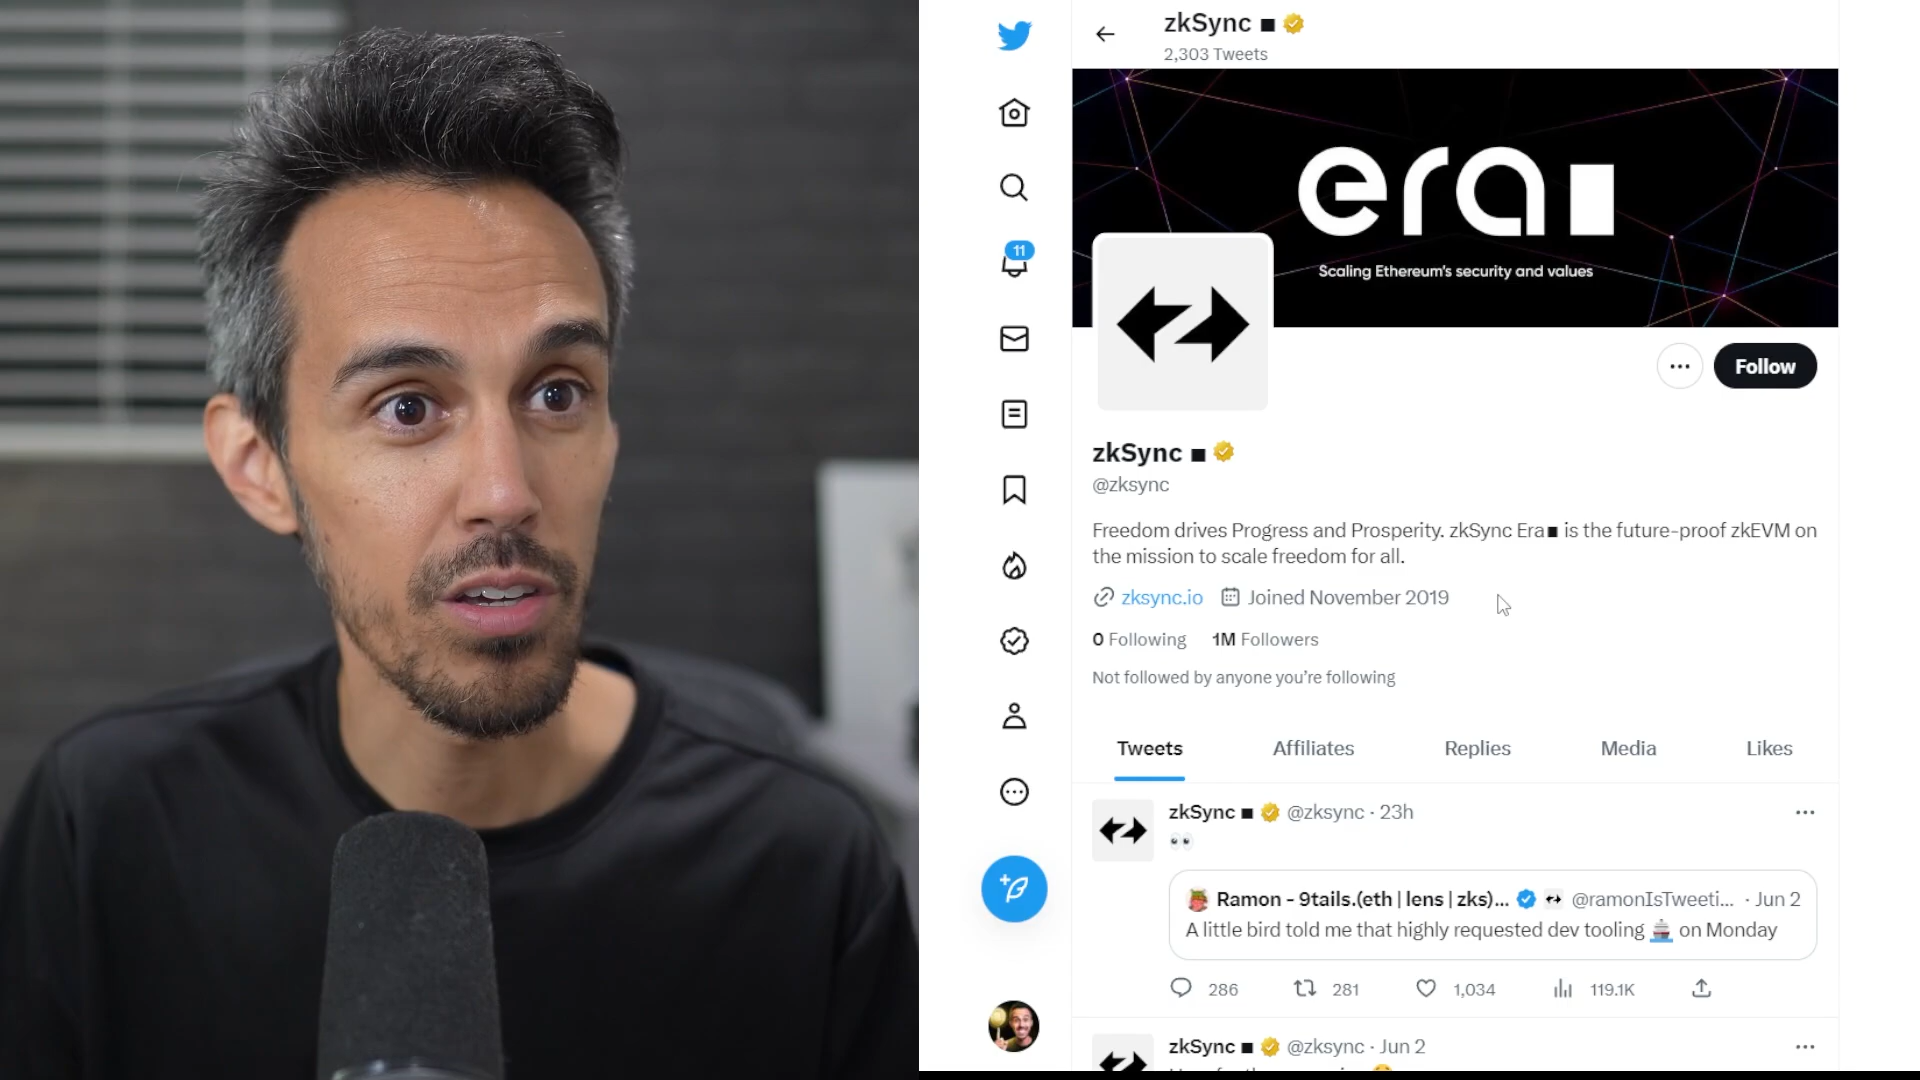 zkSync
2,303 Tweets
era
Scaling Ethereum's security and values
11
Follow
zkSync
@zksync
Freedom drives Progress and Prosperity. zkSync Era∎ is the future-proof zkEVM on
the mission to scale freedom for all.
zksync.io Joined November 2019
0 Following 1M Followers
Not followed by anyone you're following
Tweets Affiliates Replies Media Likes
zkSync @zksync · 23h
Ramon - 9tails.(eth | lens | zks)... @ramonIsTweeti... · Jun 2
A little bird told me that highly requested dev tooling 🚢 on Monday
286 281 1,034 119.1K
zkSync @zksync · Jun 2